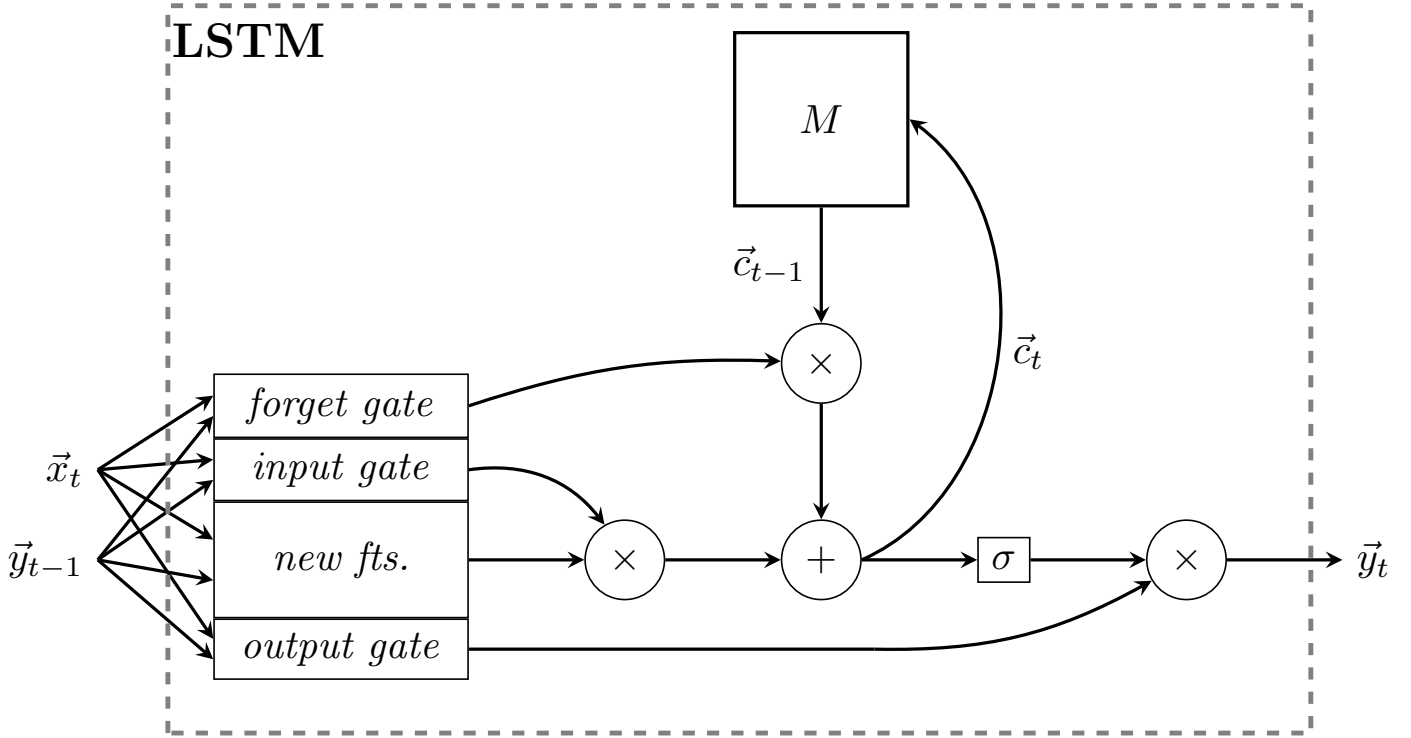 LSTM
M
c⃗ₜ₋₁
×
c⃗ₜ
forget gate
x⃗ₜ
input gate
y⃗ₜ₋₁
new fts.
×
+
σ
×
y⃗ₜ
output gate